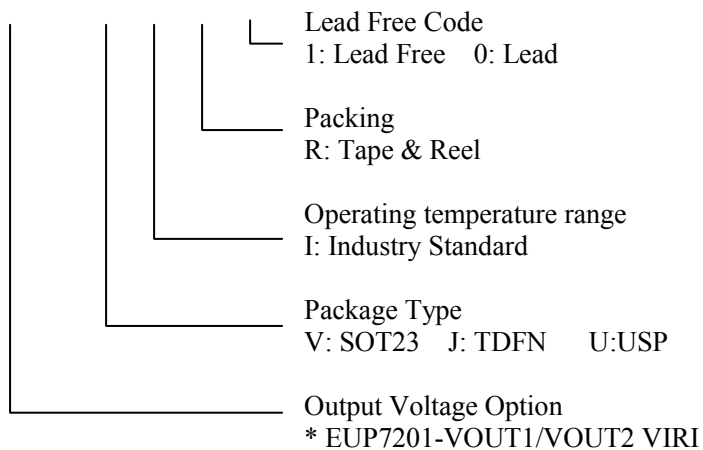 Lead Free Code
1: Lead Free 0: Lead
Packing
R: Tape & Reel
Operating temperature range
I: Industry Standard
Package Type
V: SOT23 J: TDFN U:USP
Output Voltage Option
* EUP7201-VOUT1/VOUT2 VIRI